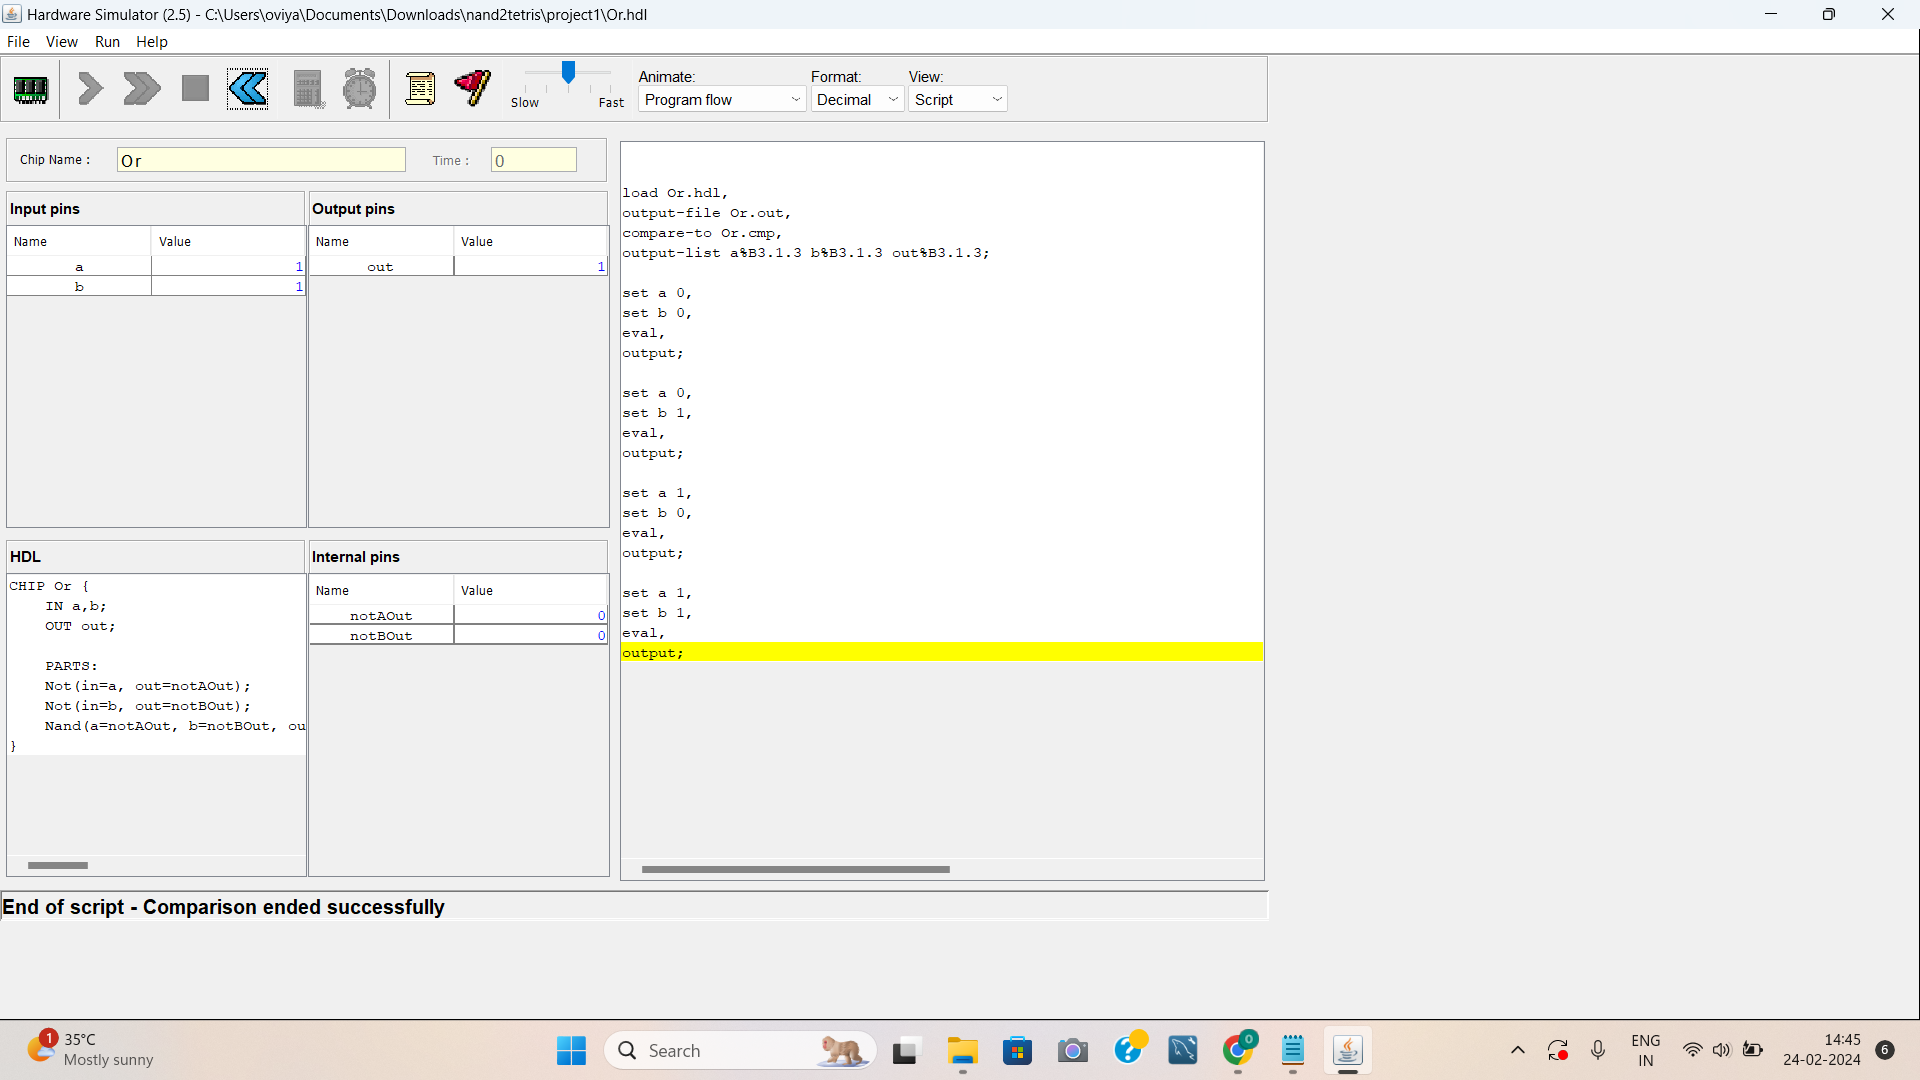 Hardware Simulator (2.5) - C:\Users\oviya\Documents\Downloads\nand2tetris\project1\Or.hdl
File View Run Help
Slow Fast
Animate:
Program flow
Format:
Decimal
View:
Script
Chip Name : Or
Time : 0
Input pins
Name Value
a 1
b 1
Output pins
Name Value
out 1
HDL
CHIP Or {
    IN a,b;
    OUT out;

    PARTS:
    Not(in=a, out=notAOut);
    Not(in=b, out=notBOut);
    Nand(a=notAOut, b=notBOut, ou
}
Internal pins
Name Value
notAOut 0
notBOut 0
load Or.hdl,
output-file Or.out,
compare-to Or.cmp,
output-list a%B3.1.3 b%B3.1.3 out%B3.1.3;

set a 0,
set b 0,
eval,
output;

set a 0,
set b 1,
eval,
output;

set a 1,
set b 0,
eval,
output;

set a 1,
set b 1,
eval,
output;
End of script - Comparison ended successfully
1
35°C
Mostly sunny
Search
0
ENG
IN
14:45
24-02-2024
6